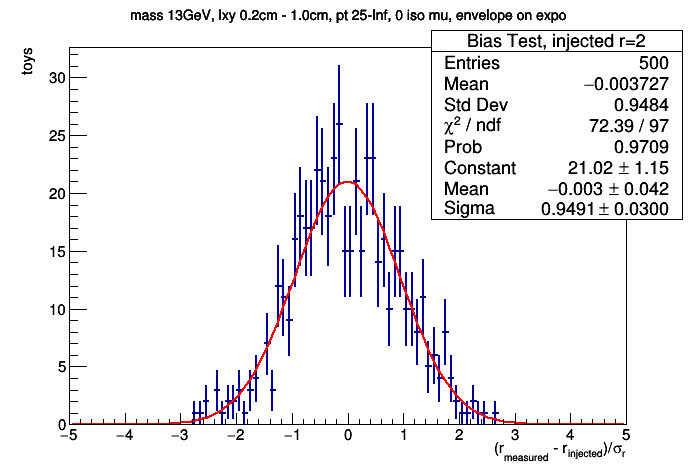 mass 13GeV, lxy 0.2cm - 1.0cm, pt 25-Inf, 0 iso mu, envelope on expo
toys
Bias Test, injected r=2
Entries 500
Mean −0.003727
Std Dev 0.9484
χ² / ndf 72.39 / 97
Prob 0.9709
Constant 21.02 ± 1.15
Mean −0.003 ± 0.042
Sigma 0.9491 ± 0.0300
30
25
20
15
10
5
0
−5 −4 −3 −2 −1 0 1 2 3 4 5
(r_measured - r_injected)/σ_r